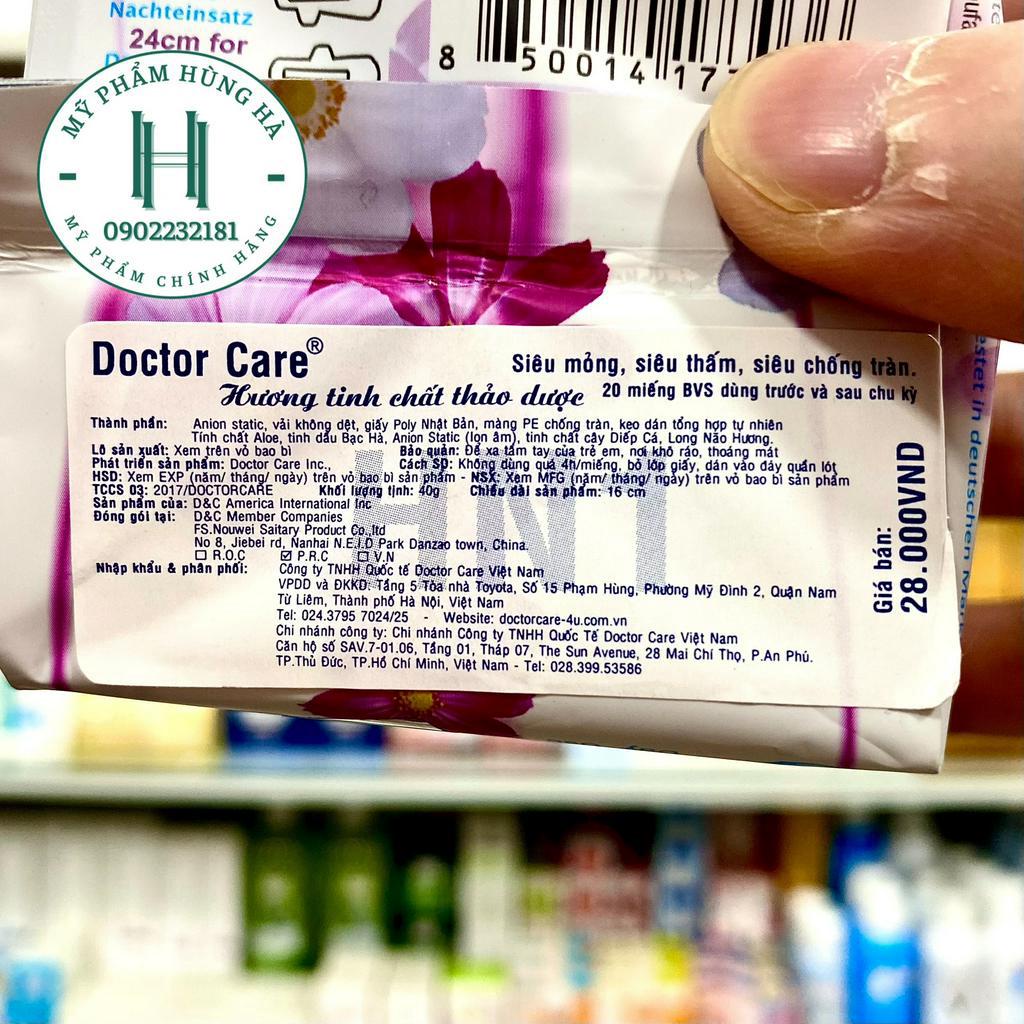 Nachteinsatz
24cm for
8 50014 17
MỸ PHẨM HÙNG HÀ
H
0902232181
MỸ PHẨM CHÍNH HÃNG
Doctor Care®
Siêu mỏng, siêu thấm, siêu chống tràn.
Hương tinh chất thảo dược 20 miếng BVS dùng trước và sau chu kỳ
Thành phần: Anion static, vải không dệt, giấy Poly Nhật Bản, màng PE chống tràn, keo dán tổng hợp tự nhiên
Tinh chất Aloe, tinh dầu Bạc Hà, Anion Static (Ion âm), tinh chất cây Diếp Cá, Long Não Hương.
Lô sản xuất: Xem trên vỏ bao bì Bảo quản: Để xa tầm tay của trẻ em, nơi khô ráo, thoáng mát
Phát triển sản phẩm: Doctor Care Inc., Cách SD: Không dùng quá 4h/miếng, bỏ lớp giấy, dán vào đáy quần lót
HSD: Xem EXP (năm/ tháng/ ngày) trên vỏ bao bì sản phẩm - NSX: Xem MFG (năm/ tháng/ ngày) trên vỏ bao bì sản phẩm
TCCS 03: 2017/DOCTORCARE Khối lượng tịnh: 40g Chiều dài sản phẩm: 16 cm
Sản phẩm của: D&C America International Inc
Đóng gói tại: D&C Member Companies
FS.Nouwei Saitary Product Co.,ltd
No 8, Jiebei rd, Nanhai N.E.I.D Park Danzao town, China.
☐ R.O.C ☑ P.R.C ☐ V.N
Nhập khẩu & phân phối: Công ty TNHH Quốc tế Doctor Care Việt Nam
VPDD và ĐKKD: Tầng 5 Tòa nhà Toyota, Số 15 Phạm Hùng, Phường Mỹ Đình 2, Quận Nam
Từ Liêm, Thành phố Hà Nội, Việt Nam
Tel: 024.3795 7024/25 - Website: doctorcare-4u.com.vn
Chi nhánh công ty: Chi nhánh Công ty TNHH Quốc Tế Doctor Care Việt Nam
Căn hộ số SAV.7-01.06, Tầng 01, Tháp 07, The Sun Avenue, 28 Mai Chí Thọ, P.An Phú.
TP.Thủ Đức, TP.Hồ Chí Minh, Việt Nam - Tel: 028.399.53586
Giá bán:
28.000VND
estet in deutschen